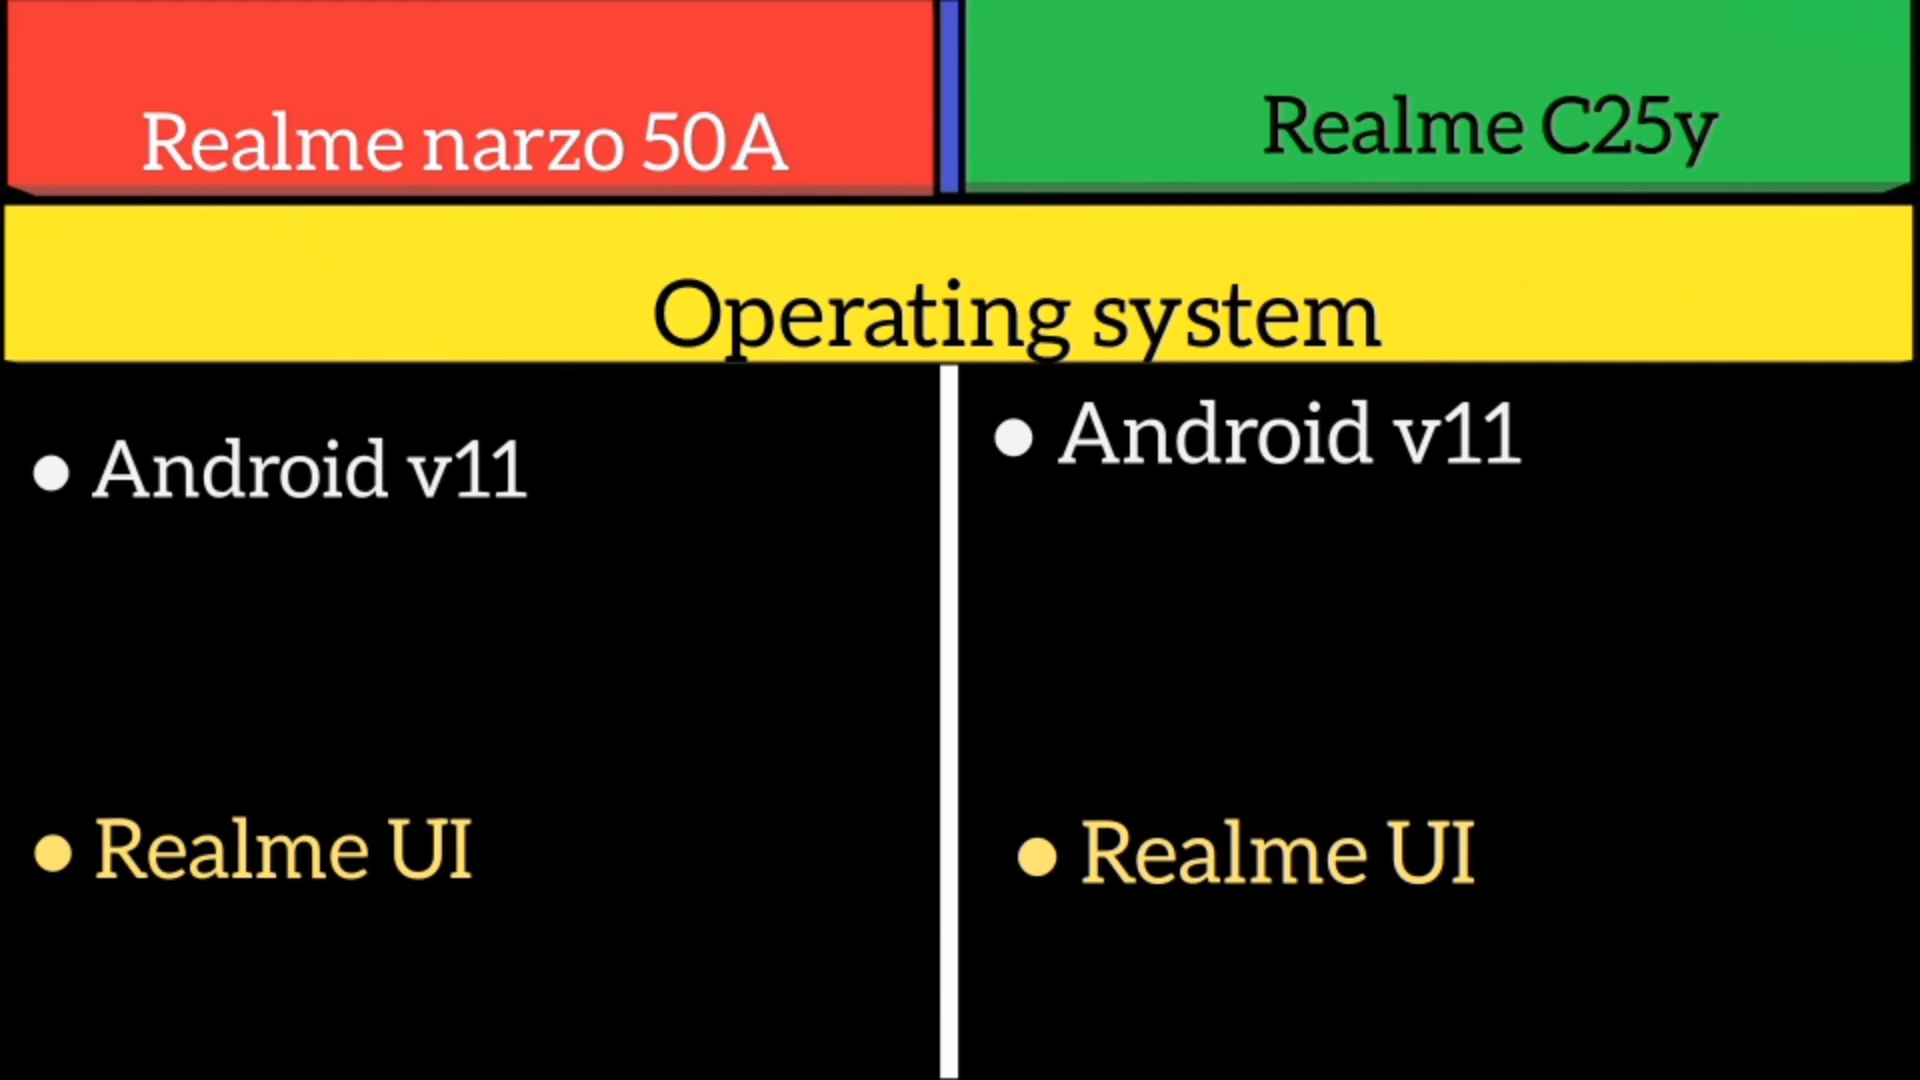 Realme narzo 50A
Realme C25y
Operating system
• Android v11
• Android v11
• Realme UI
• Realme UI